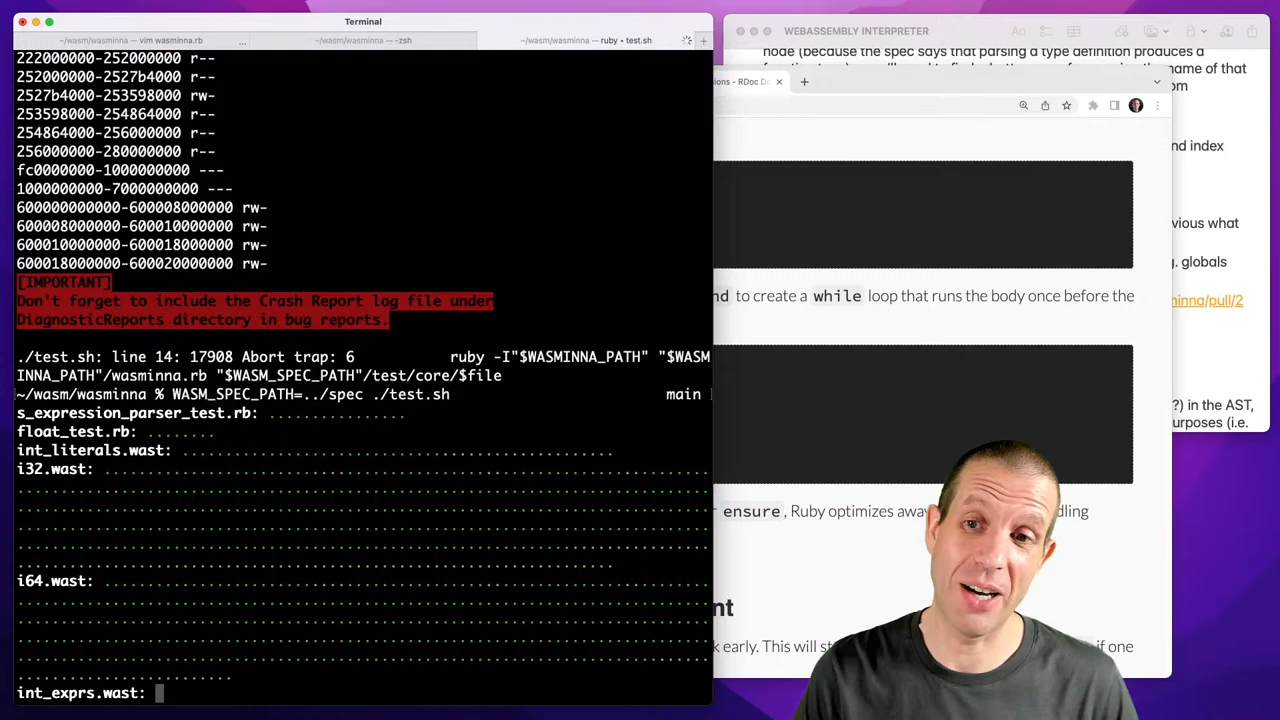 Terminal
~/wasm/wasminna — vim wasminna.rb ... ~/wasm/wasminna — -zsh ~/wasm/wasminna — ruby • test.sh +
222000000-252000000 r--
252000000-2527b4000 r--
2527b4000-253598000 rw-
253598000-254864000 r--
254864000-256000000 r--
256000000-280000000 r--
fc0000000-1000000000 ---
1000000000-7000000000 ---
600000000000-600008000000 rw-
600008000000-600010000000 rw-
600010000000-600018000000 rw-
600018000000-600020000000 rw-
[IMPORTANT]
Don't forget to include the Crash Report log file under
DiagnosticReports directory in bug reports.
./test.sh: line 14: 17908 Abort trap: 6 ruby -I"$WASMINNA_PATH" "$WASM
INNA_PATH"/wasminna.rb "$WASM_SPEC_PATH"/test/core/$file
~/wasm/wasminna % WASM_SPEC_PATH=../spec ./test.sh main
s_expression_parser_test.rb: ...............
float_test.rb: ........
int_literals.wast: ...................................................
i32.wast:
i64.wast:
int_exprs.wast:
WEBASSEMBLY INTERPRETER
Aa
node (because the spec says that parsing a type definition produces a
name of that
om
nd index
vious what
g. globals
inna/pull/2
?) in the AST,
urposes (i.e.
sions - RDoc D
nd to create a while loop that runs the body once before the
r ensure, Ruby optimizes away dling
nt
k early. This will st if one